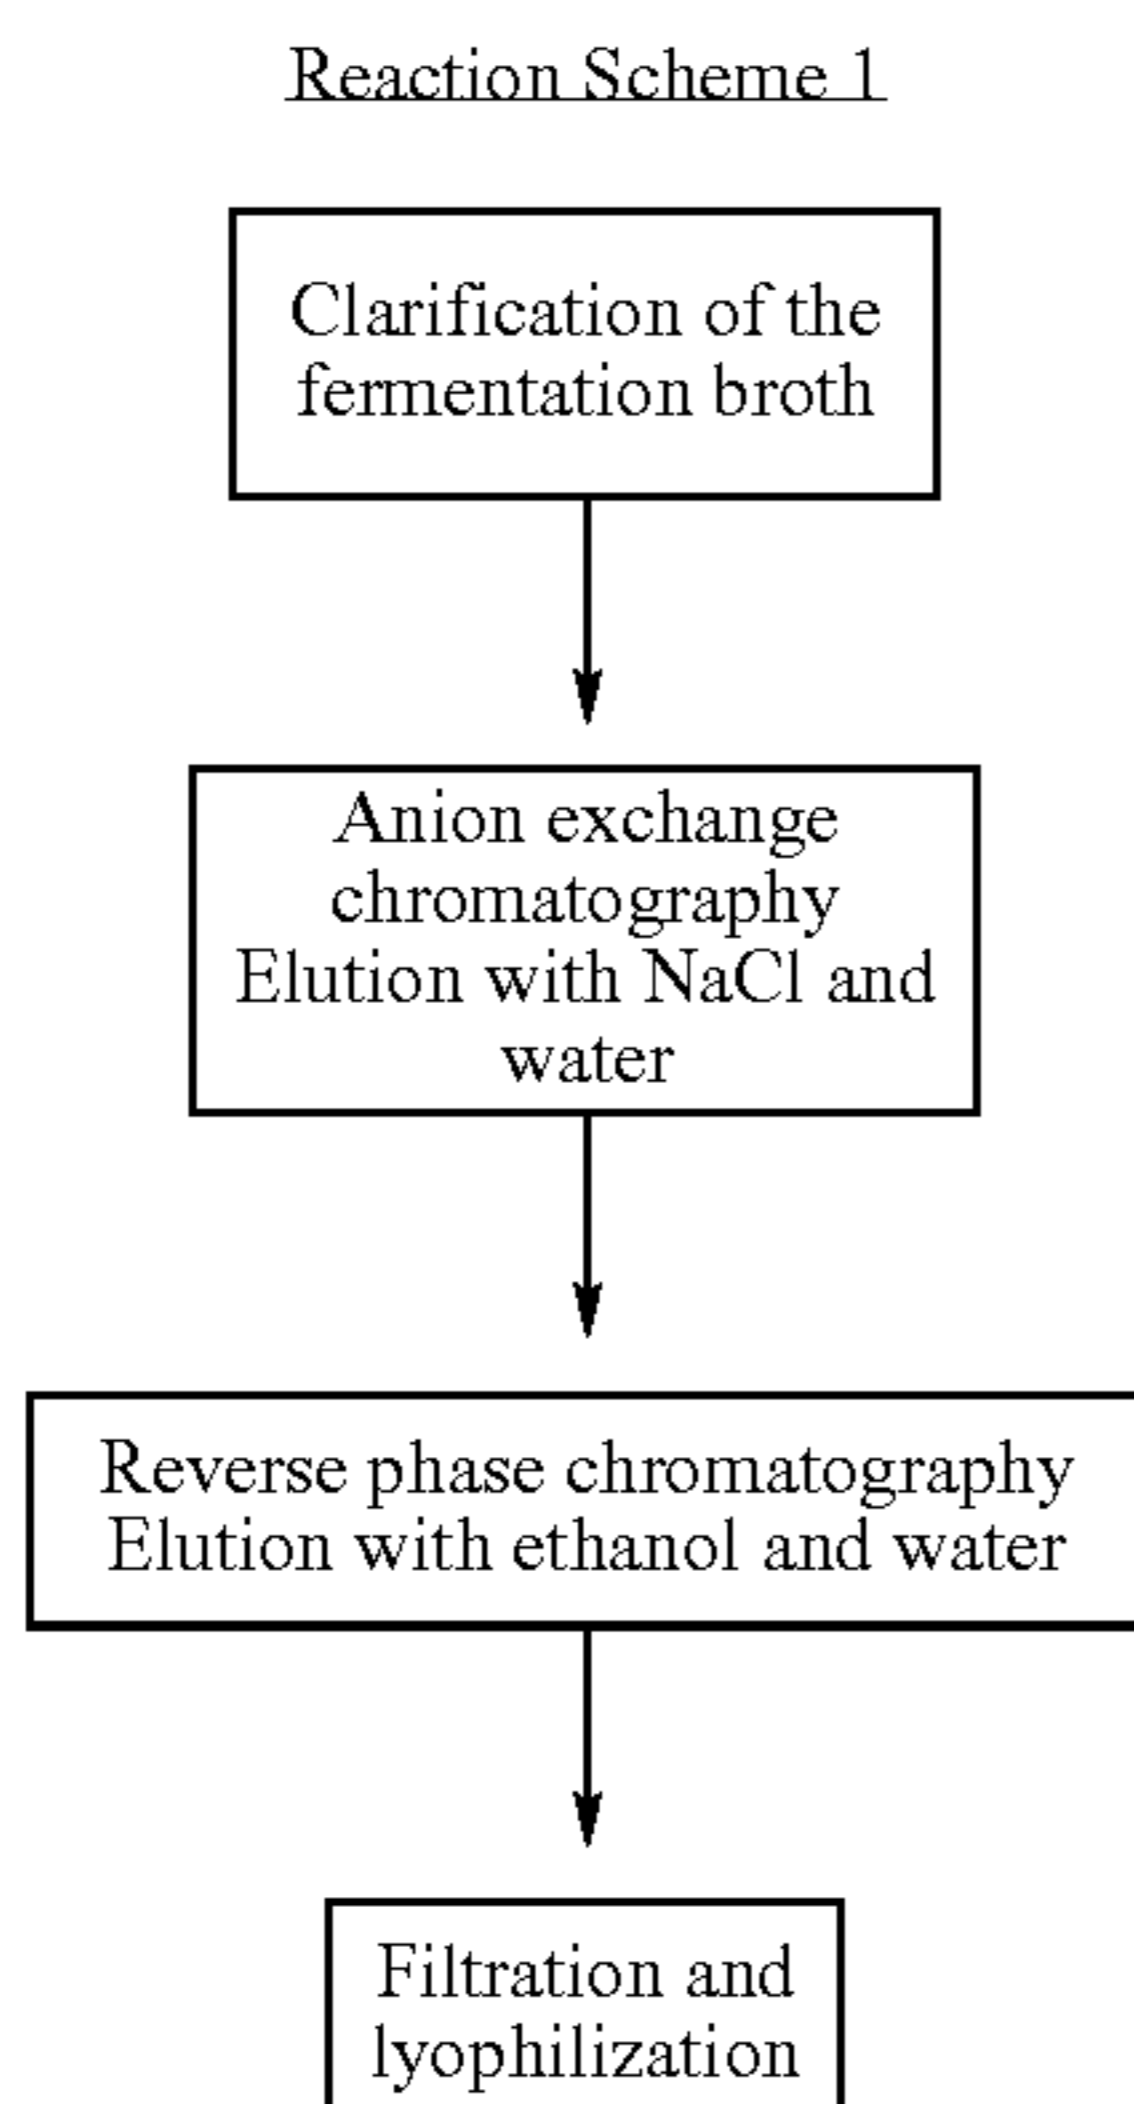 Reaction Scheme 1
Clarification of the
fermentation broth
Anion exchange
chromatography
Elution with NaCl and
water
Reverse phase chromatography
Elution with ethanol and water
Filtration and
lyophilization